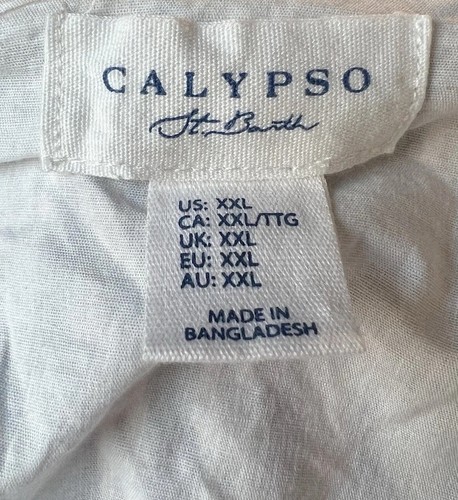 CALYPSO
St. Barth
US: XXL
CA: XXL/TTG
UK: XXL
EU: XXL
AU: XXL
MADE IN
BANGLADESH